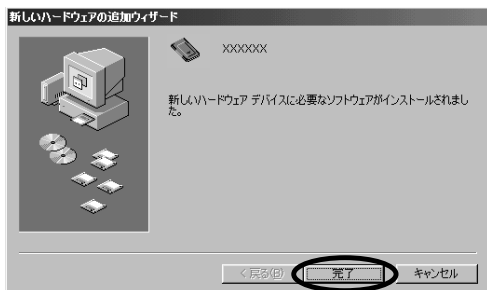 新しいハードウェアの追加ウィザード
XXXXXX
新しいハードウェア デバイスに必要なソフトウェアがインストールされまし
た。
< 戻る(B)
完了
キャンセル